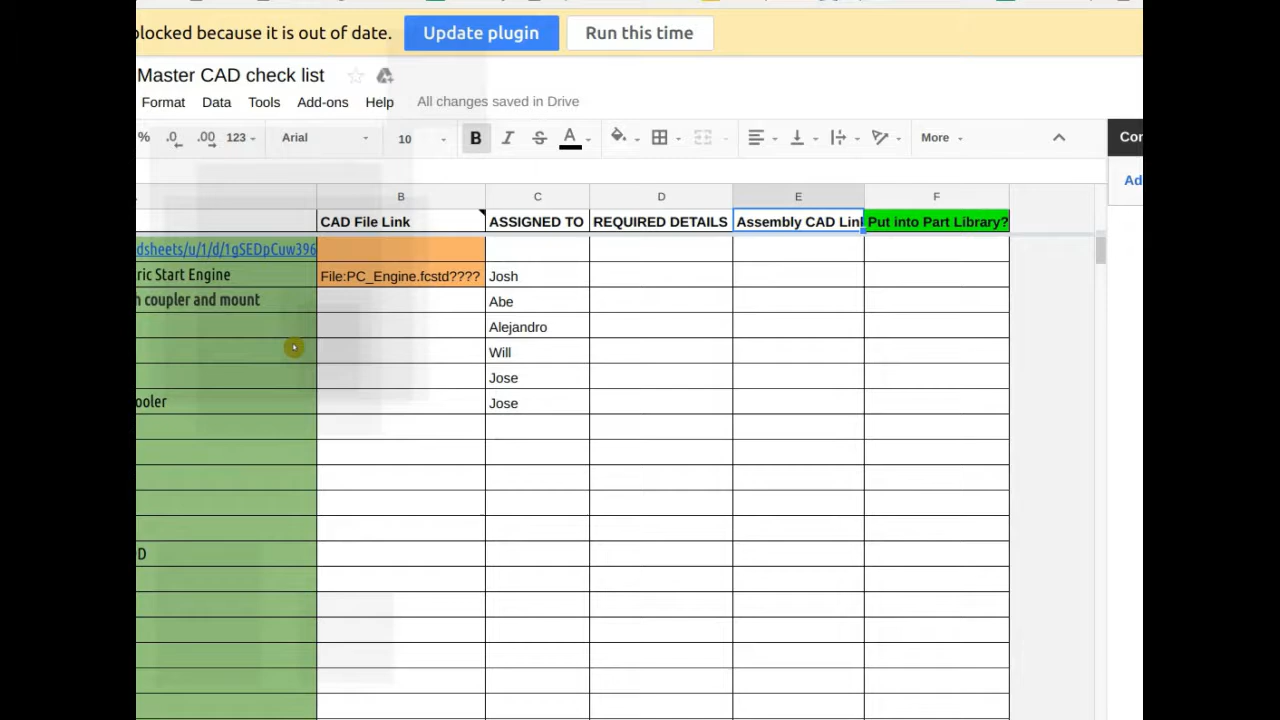 blocked because it is out of date. Update plugin Run this time
Master CAD check list
Format Data Tools Add-ons Help All changes saved in Drive
% .0 .00 123 Arial 10 B I S A More Con
Ad
B C D E F
CAD File Link ASSIGNED TO REQUIRED DETAILS Assembly CAD Link Put into Part Library?
dsheets/u/1/d/1gSEDpCuw396
ric Start Engine File:PC_Engine.fcstd???? Josh
n coupler and mount Abe
Alejandro
Will
Jose
ooler Jose
D